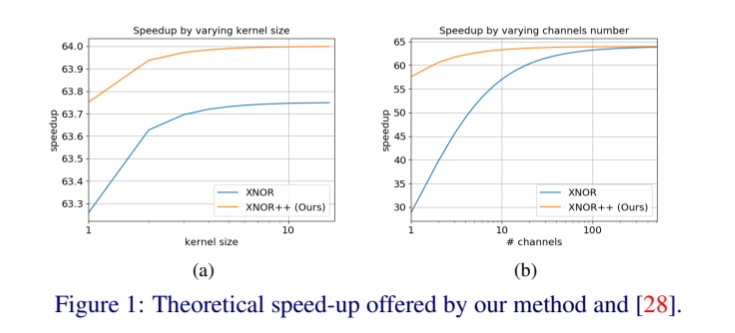 Speedup by varying kernel size
64.0
63.9
63.8
63.7
63.6
63.5
63.4
63.3
speedup
1
10
kernel size
XNOR
XNOR++ (Ours)
(a)
Speedup by varying channels number
65
60
55
50
45
40
35
30
speedup
1
10
100
# channels
XNOR
XNOR++ (Ours)
(b)
Figure 1: Theoretical speed-up offered by our method and [28].